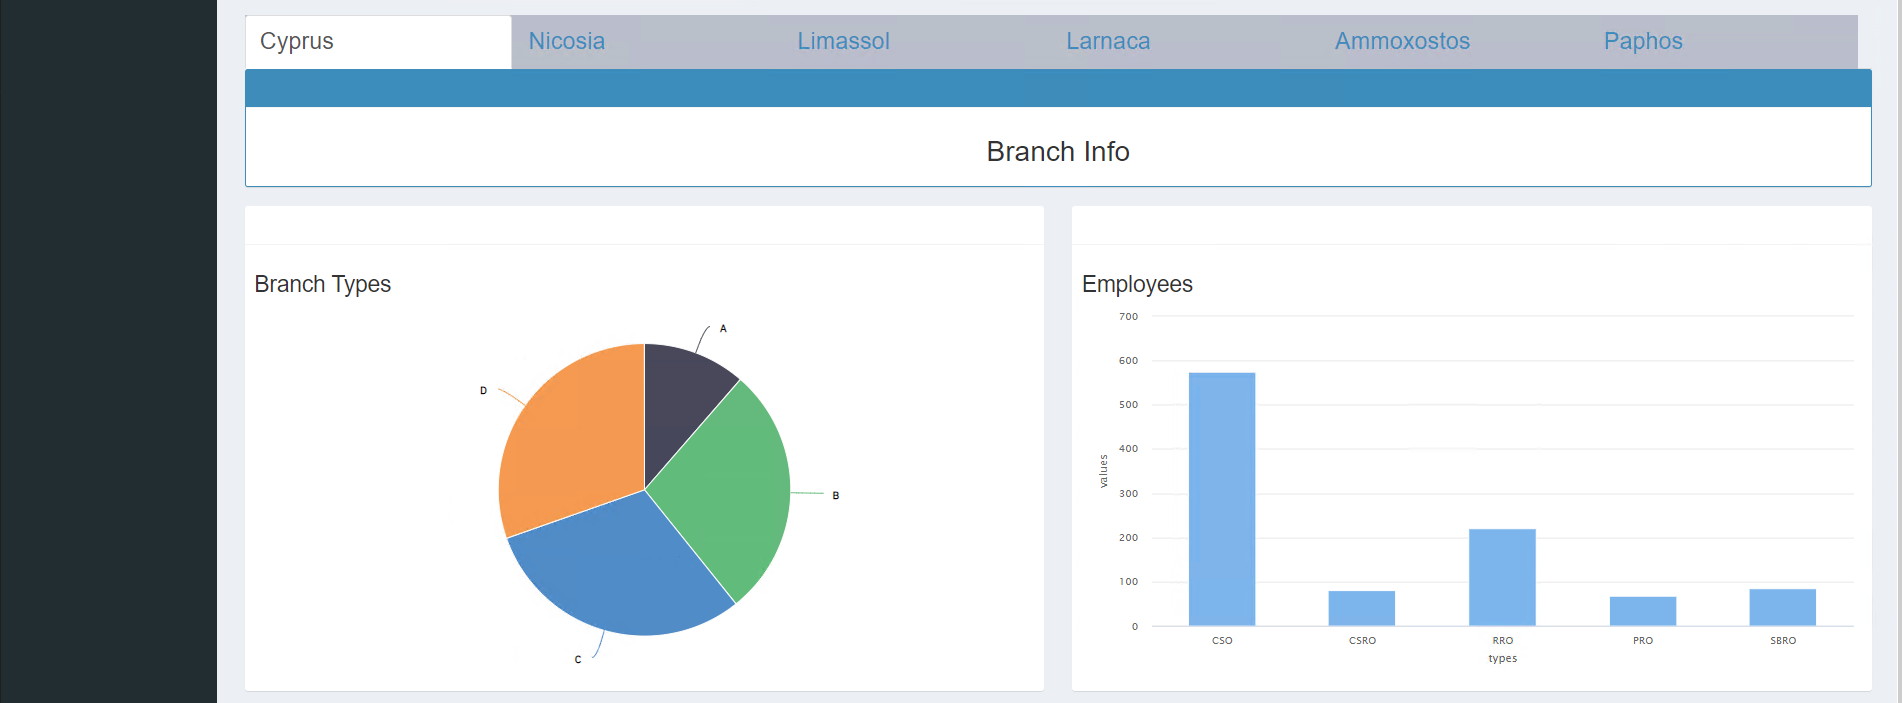 Cyprus Nicosia Limassol Larnaca Ammoxostos Paphos
Branch Info
Branch Types
A
D
B
C
Employees
700
600
500
400
300
200
100
0
values
CSO CSRO RRO PRO SBRO
types